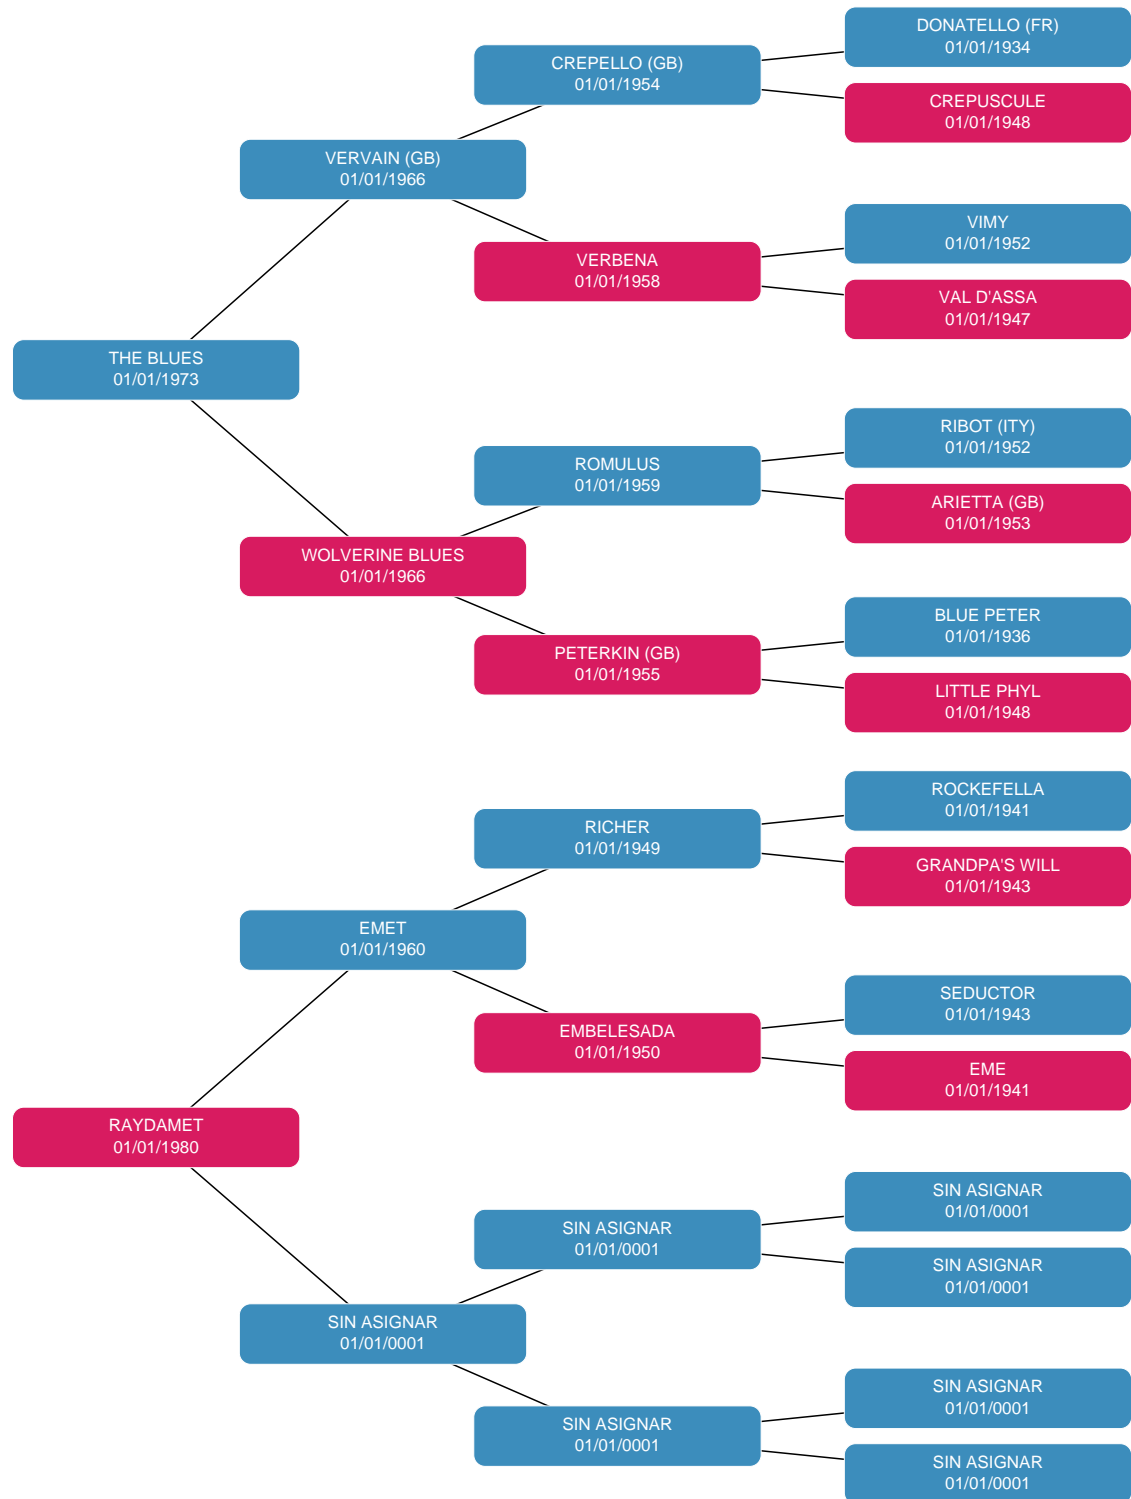 DONATELLO (FR)
01/01/1934
CREPELLO (GB)
01/01/1954
CREPUSCULE
01/01/1948
VERVAIN (GB)
01/01/1966
VIMY
01/01/1952
VERBENA
01/01/1958
VAL D'ASSA
01/01/1947
THE BLUES
01/01/1973
RIBOT (ITY)
01/01/1952
ROMULUS
01/01/1959
ARIETTA (GB)
01/01/1953
WOLVERINE BLUES
01/01/1966
BLUE PETER
01/01/1936
PETERKIN (GB)
01/01/1955
LITTLE PHYL
01/01/1948
ROCKEFELLA
01/01/1941
RICHER
01/01/1949
GRANDPA'S WILL
01/01/1943
EMET
01/01/1960
SEDUCTOR
01/01/1943
EMBELESADA
01/01/1950
EME
01/01/1941
RAYDAMET
01/01/1980
SIN ASIGNAR
01/01/0001
SIN ASIGNAR
01/01/0001
SIN ASIGNAR
01/01/0001
SIN ASIGNAR
01/01/0001
SIN ASIGNAR
01/01/0001
SIN ASIGNAR
01/01/0001
SIN ASIGNAR
01/01/0001